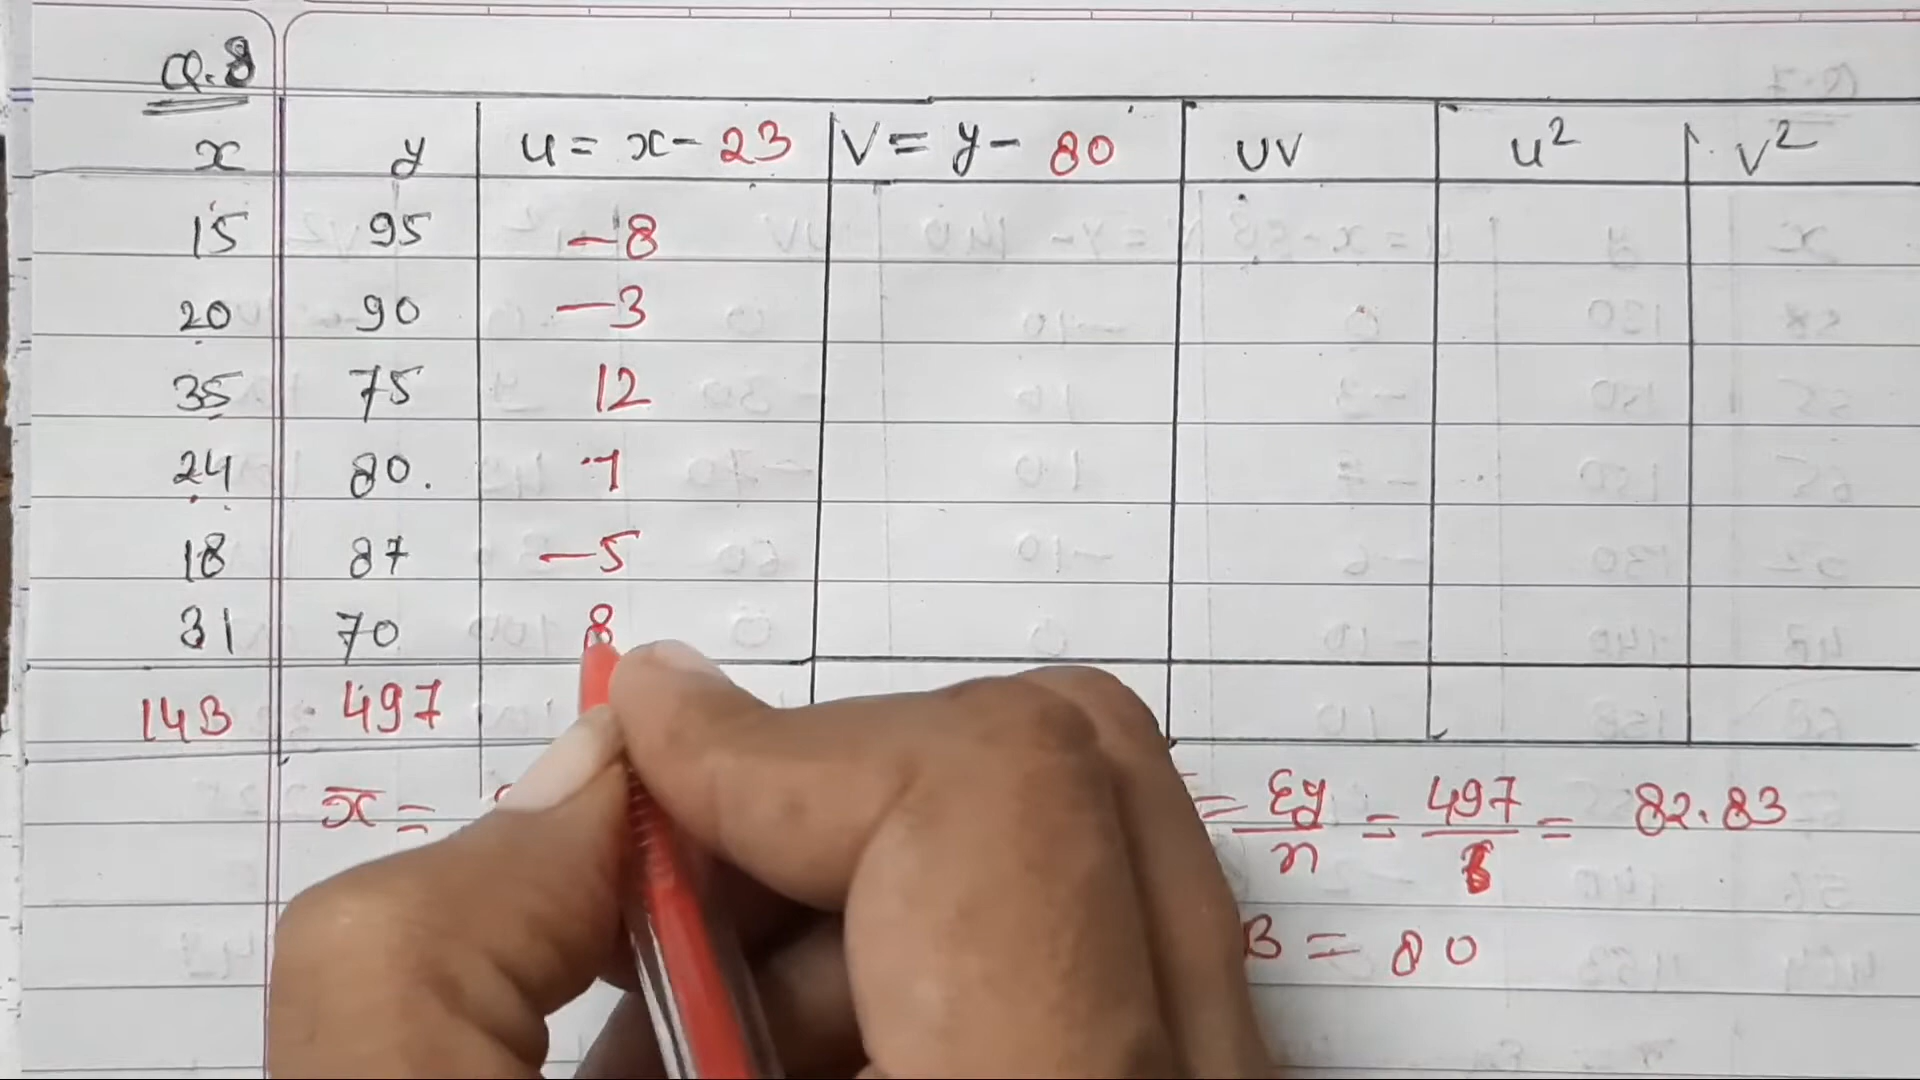 Q.8
x y u = x - 23 V = y - 80 uv u² v²
15 95 -8
20 90 -3
35 75 12
24 80. 1
18 87 -5
31 70 8
143 497
x̄ = = Σy/n = 497/6 = 82.83
B = 80